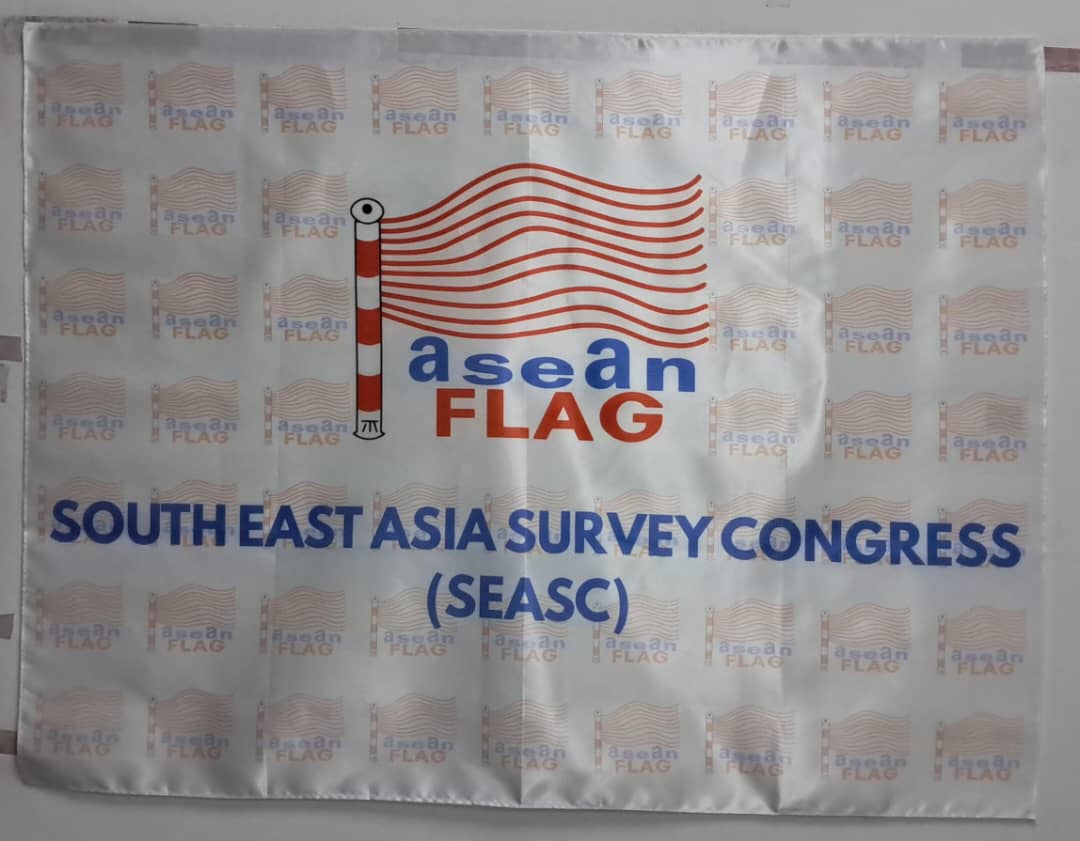 asean
FLAG
SOUTH EAST ASIA SURVEY CONGRESS
(SEASC)